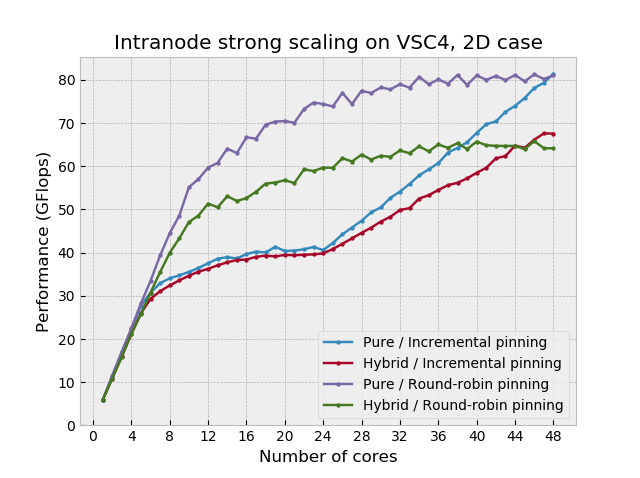 Intranode strong scaling on VSC4, 2D case
Performance (GFlops)
80
70
60
50
40
30
20
10
0
Pure / Incremental pinning
Hybrid / Incremental pinning
Pure / Round-robin pinning
Hybrid / Round-robin pinning
0 4 8 12 16 20 24 28 32 36 40 44 48
Number of cores